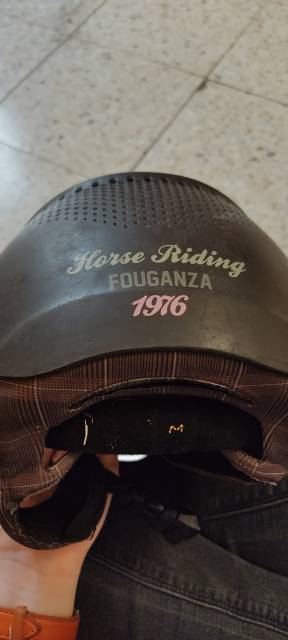 Horse Riding
FOUGANZA
1976
M